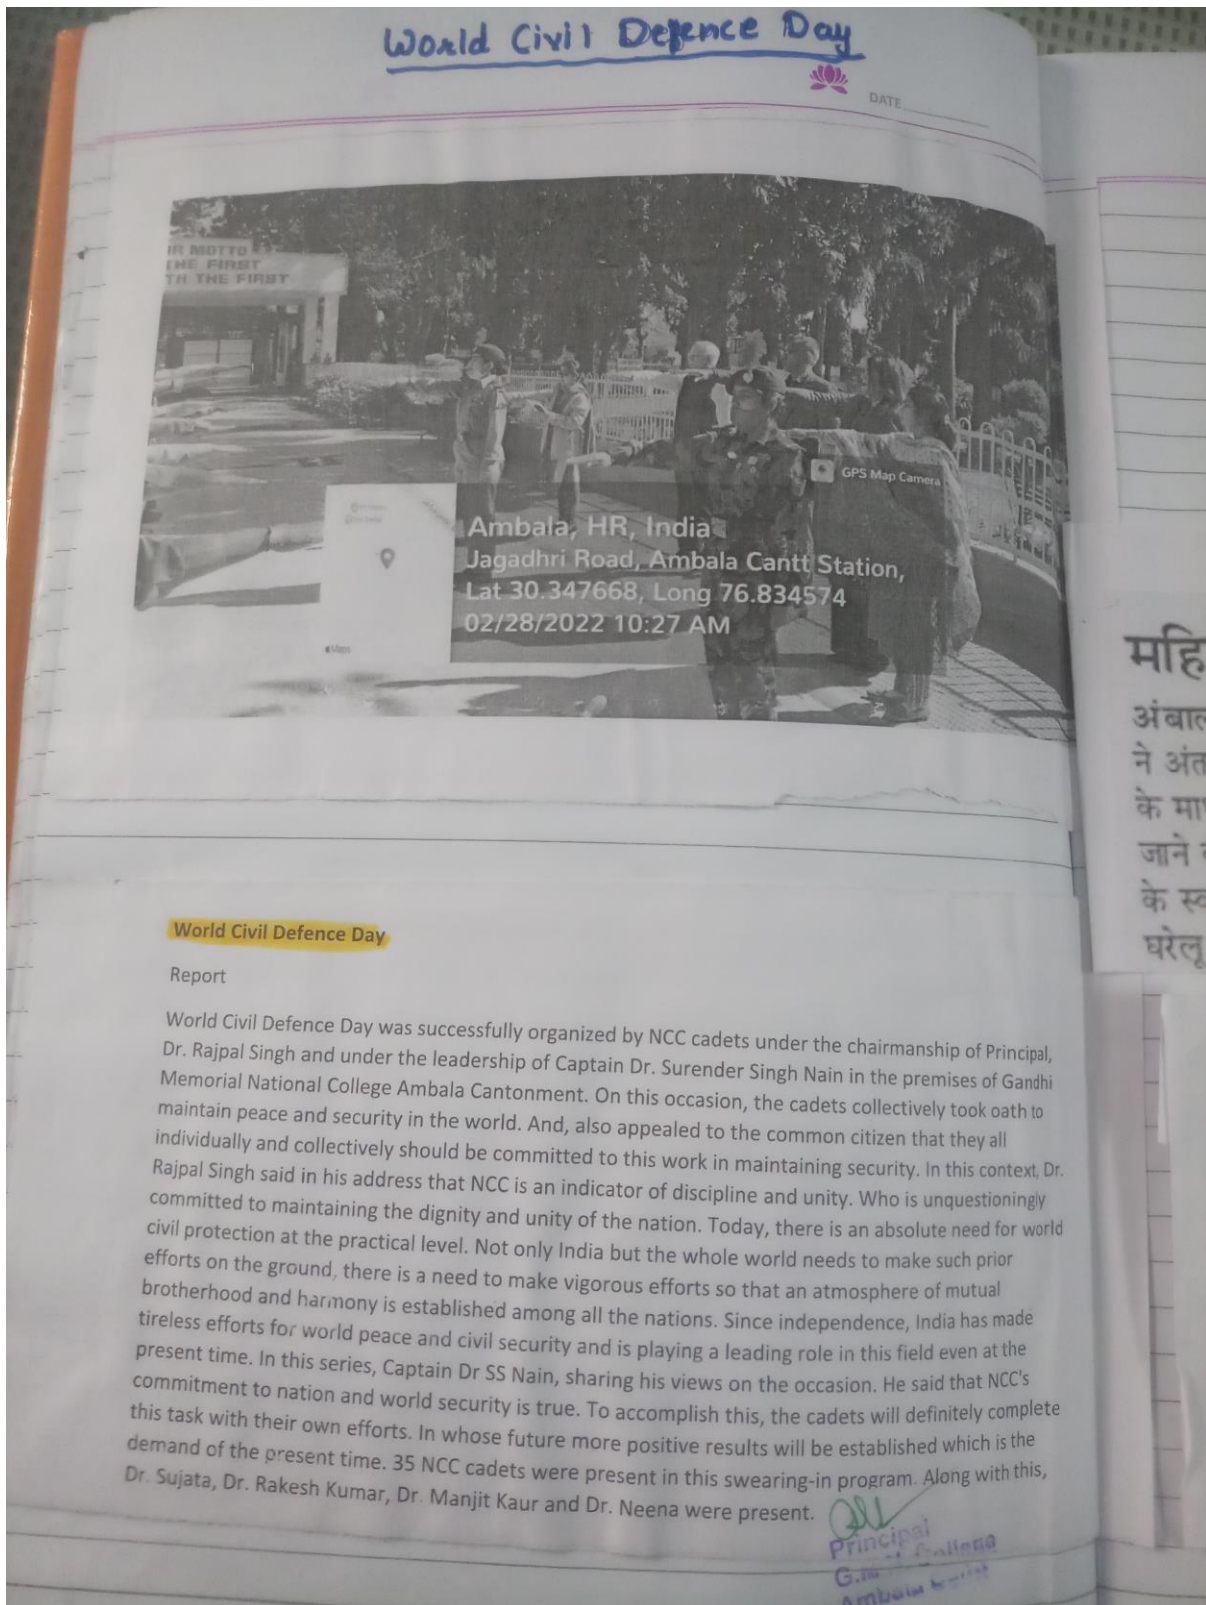 World Civil Defence Day
DATE
IR MOTTO
THE FIRST
TH THE FIRST
GPS Map Camera
Ambala, HR, India
Jagadhri Road, Ambala Cantt Station,
Lat 30.347668, Long 76.834574
02/28/2022 10:27 AM
Maps
World Civil Defence Day
Report
World Civil Defence Day was successfully organized by NCC cadets under the chairmanship of Principal,
Dr. Rajpal Singh and under the leadership of Captain Dr. Surender Singh Nain in the premises of Gandhi
Memorial National College Ambala Cantonment. On this occasion, the cadets collectively took oath to
maintain peace and security in the world. And, also appealed to the common citizen that they all
individually and collectively should be committed to this work in maintaining security. In this context, Dr.
Rajpal Singh said in his address that NCC is an indicator of discipline and unity. Who is unquestioningly
committed to maintaining the dignity and unity of the nation. Today, there is an absolute need for world
civil protection at the practical level. Not only India but the whole world needs to make such prior
efforts on the ground, there is a need to make vigorous efforts so that an atmosphere of mutual
brotherhood and harmony is established among all the nations. Since independence, India has made
tireless efforts for world peace and civil security and is playing a leading role in this field even at the
present time. In this series, Captain Dr SS Nain, sharing his views on the occasion. He said that NCC's
commitment to nation and world security is true. To accomplish this, the cadets will definitely complete
this task with their own efforts. In whose future more positive results will be established which is the
demand of the present time. 35 NCC cadets were present in this swearing-in program. Along with this,
Dr. Sujata, Dr. Rakesh Kumar, Dr. Manjit Kaur and Dr. Neena were present.
Principal
महि
अंबाल
ने अंत
के मा
जाने
के स्व
घरेलू